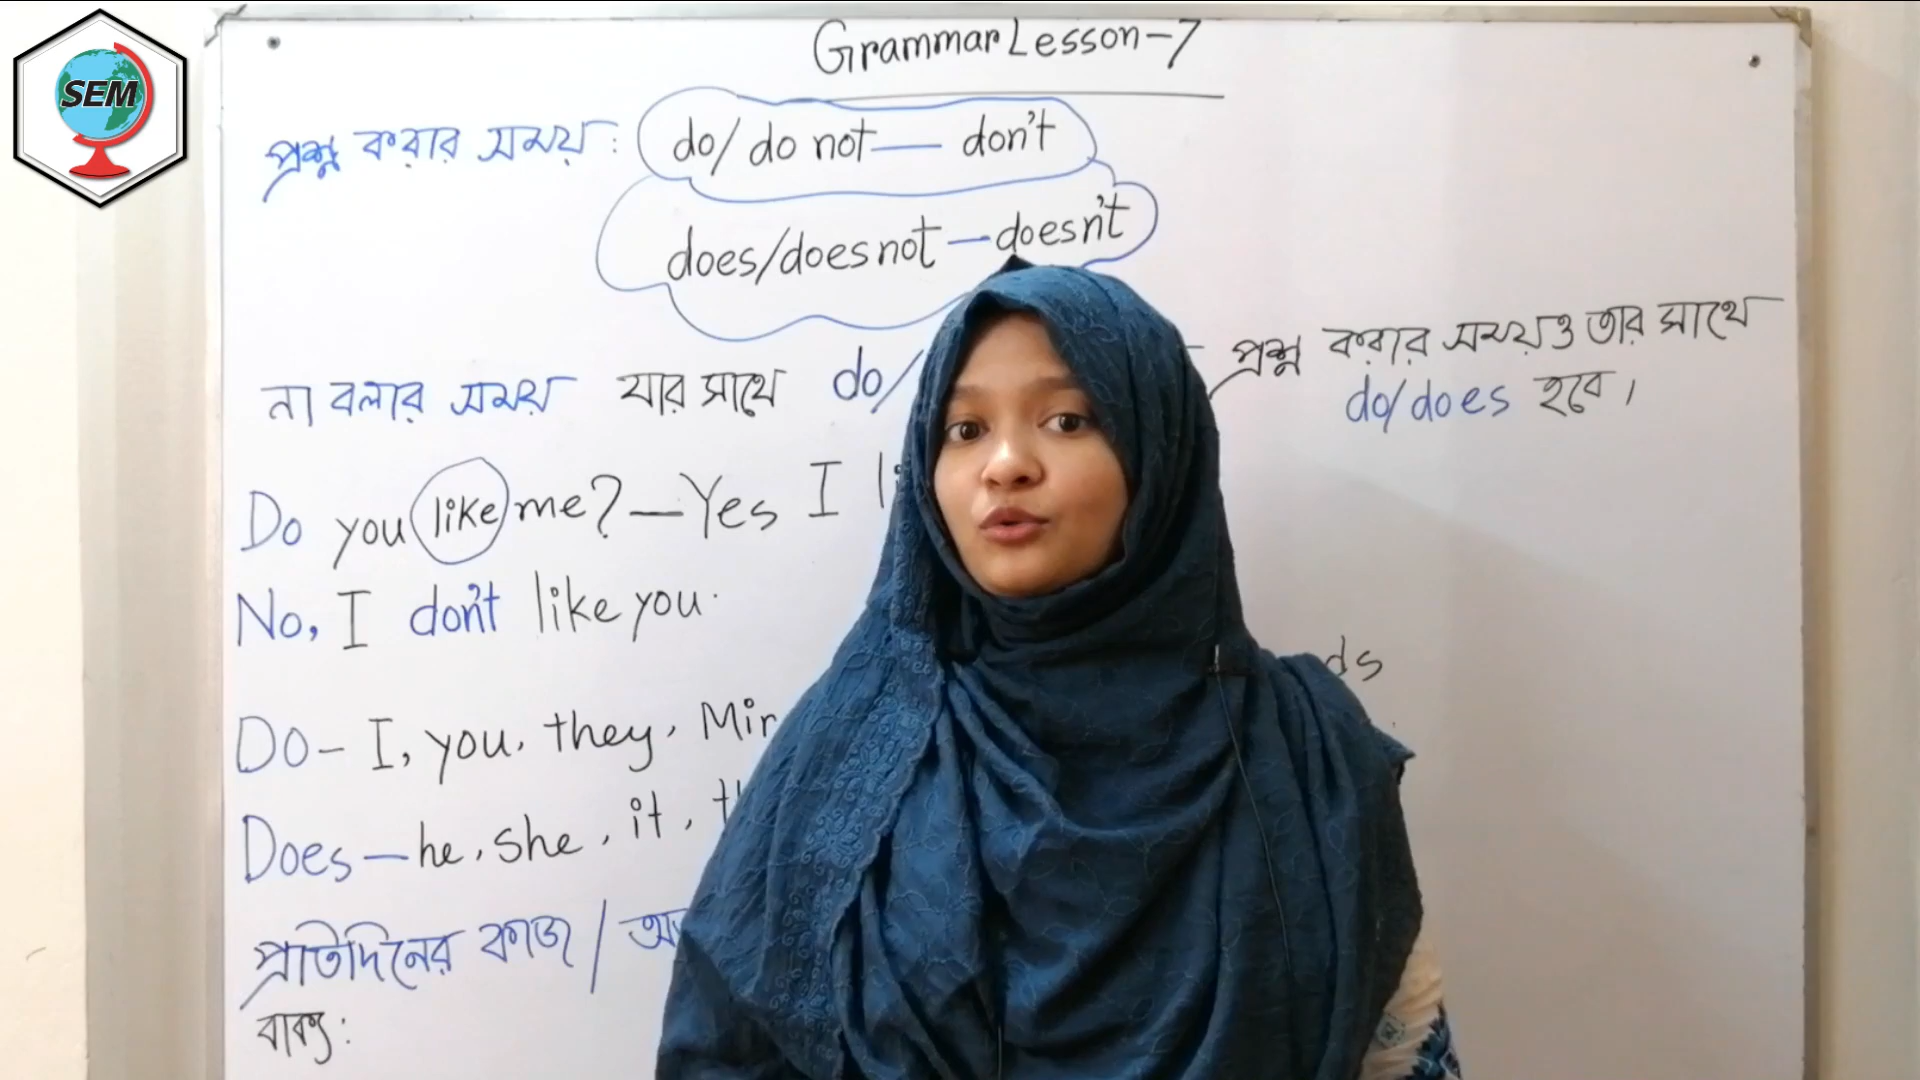 SEM
Grammar Lesson-7
প্রশ্ন করার সময়: do/ do not — don't
does/does not — doesn't
না বলার সময় যার সাথে do/
প্রশ্ন করার সময়ও তার সাথে
do/does হবে।
Do you like me? — Yes I
No, I don't like you.
Do - I, you, they,
Does — he, she, it,
প্রতিদিনের কাজ /
বাক্য: